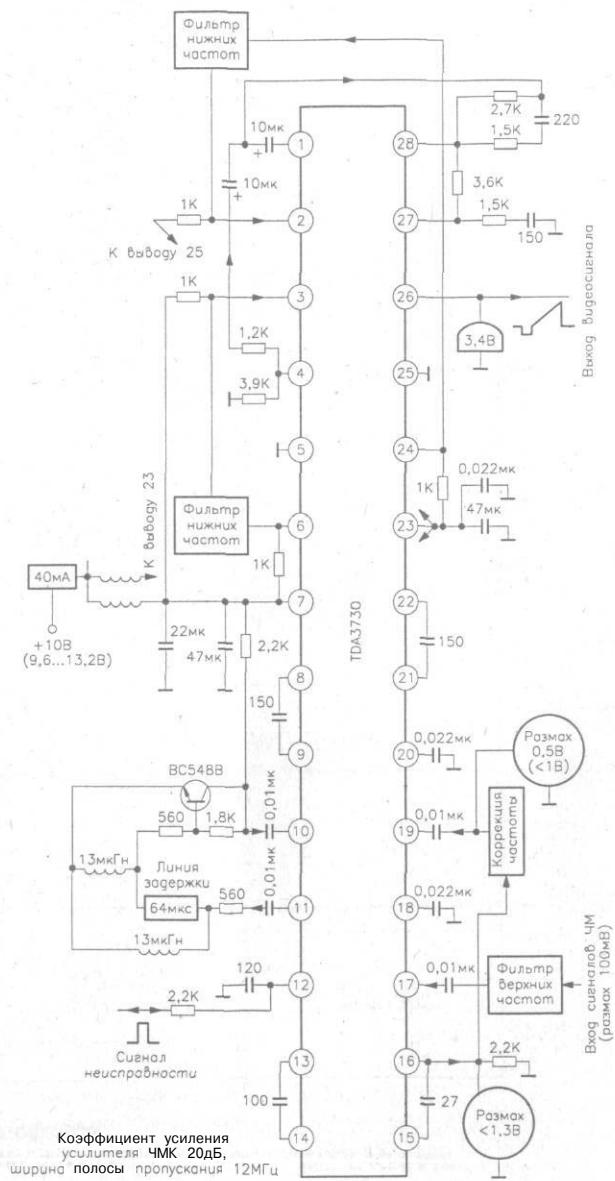 Фильтр
нижних
частот
2,7К
220
1,5К
10мк
+
1
28
10мк
+
3,6К
1К
2
27
1,5К
150
К выводу 25
1К
3
26
3,4В
Выход видеосигнала
1,2К
4
25
3,9К
5
24
1К
0,022мк
К выводу 23
Фильтр
нижних
частот
6
23
47мк
1К
40мА
7
22
+10В
(9,6...13,2В)
22мк
47мк
2,2К
TDA3730
150
8
21
150
9
20
0,022мк
Размах
0,5В
(<1В)
BC548B
560
1,8К
0,01мк
10
19
0,01мк
Коррекция
частоты
13мкГн
Линия
задержки
64мкс
560
0,01мк
11
18
0,022мк
13мкГн
120
12
17
0,01мк
Фильтр
верхних
частот
Вход сигналов ЧМ
(размах 100мВ)
2,2К
Сигнал
неисправности
13
16
2,2К
100
27
Размах
<1,3В
14
15
Коэффициент усиления
усилителя ЧМК 20дБ,
ширина полосы пропускания 12МГц